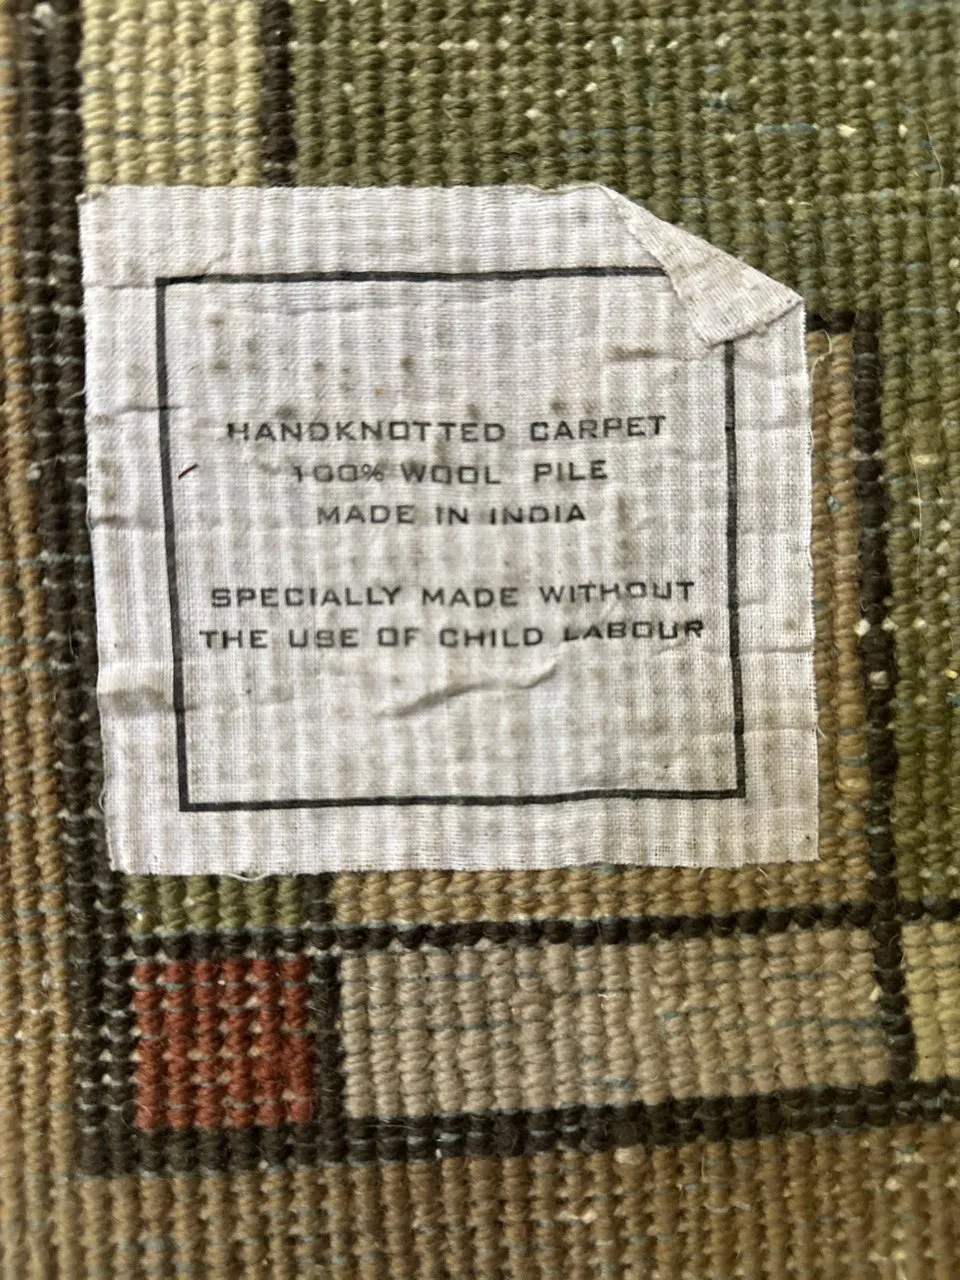 HANDKNOTTED CARPET
100% WOOL PILE
MADE IN INDIA
SPECIALLY MADE WITHOUT
THE USE OF CHILD LABOUR